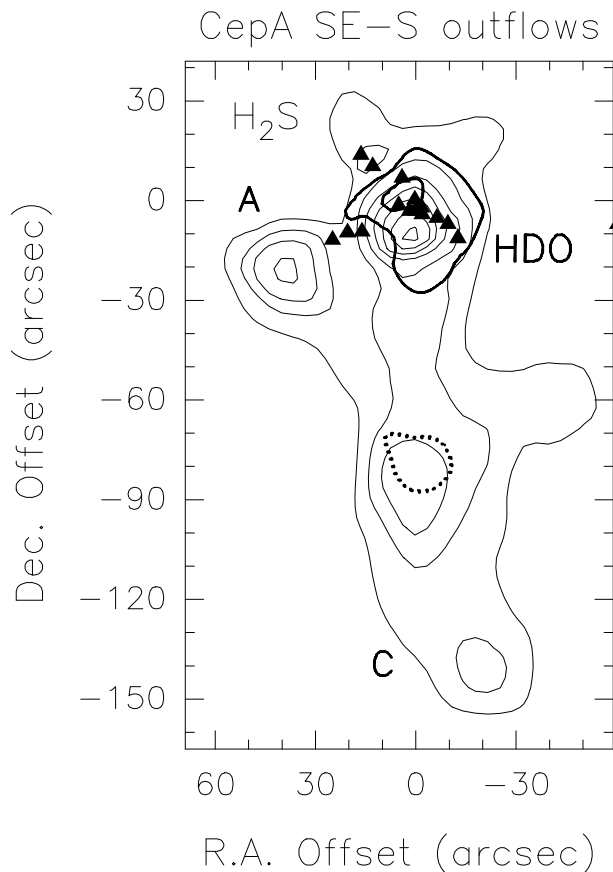 CepA SE-S outflows
H₂S
A
HDO
C
30
0
-30
-60
-90
-120
-150
Dec. Offset (arcsec)
60 30 0 -30
R.A. Offset (arcsec)